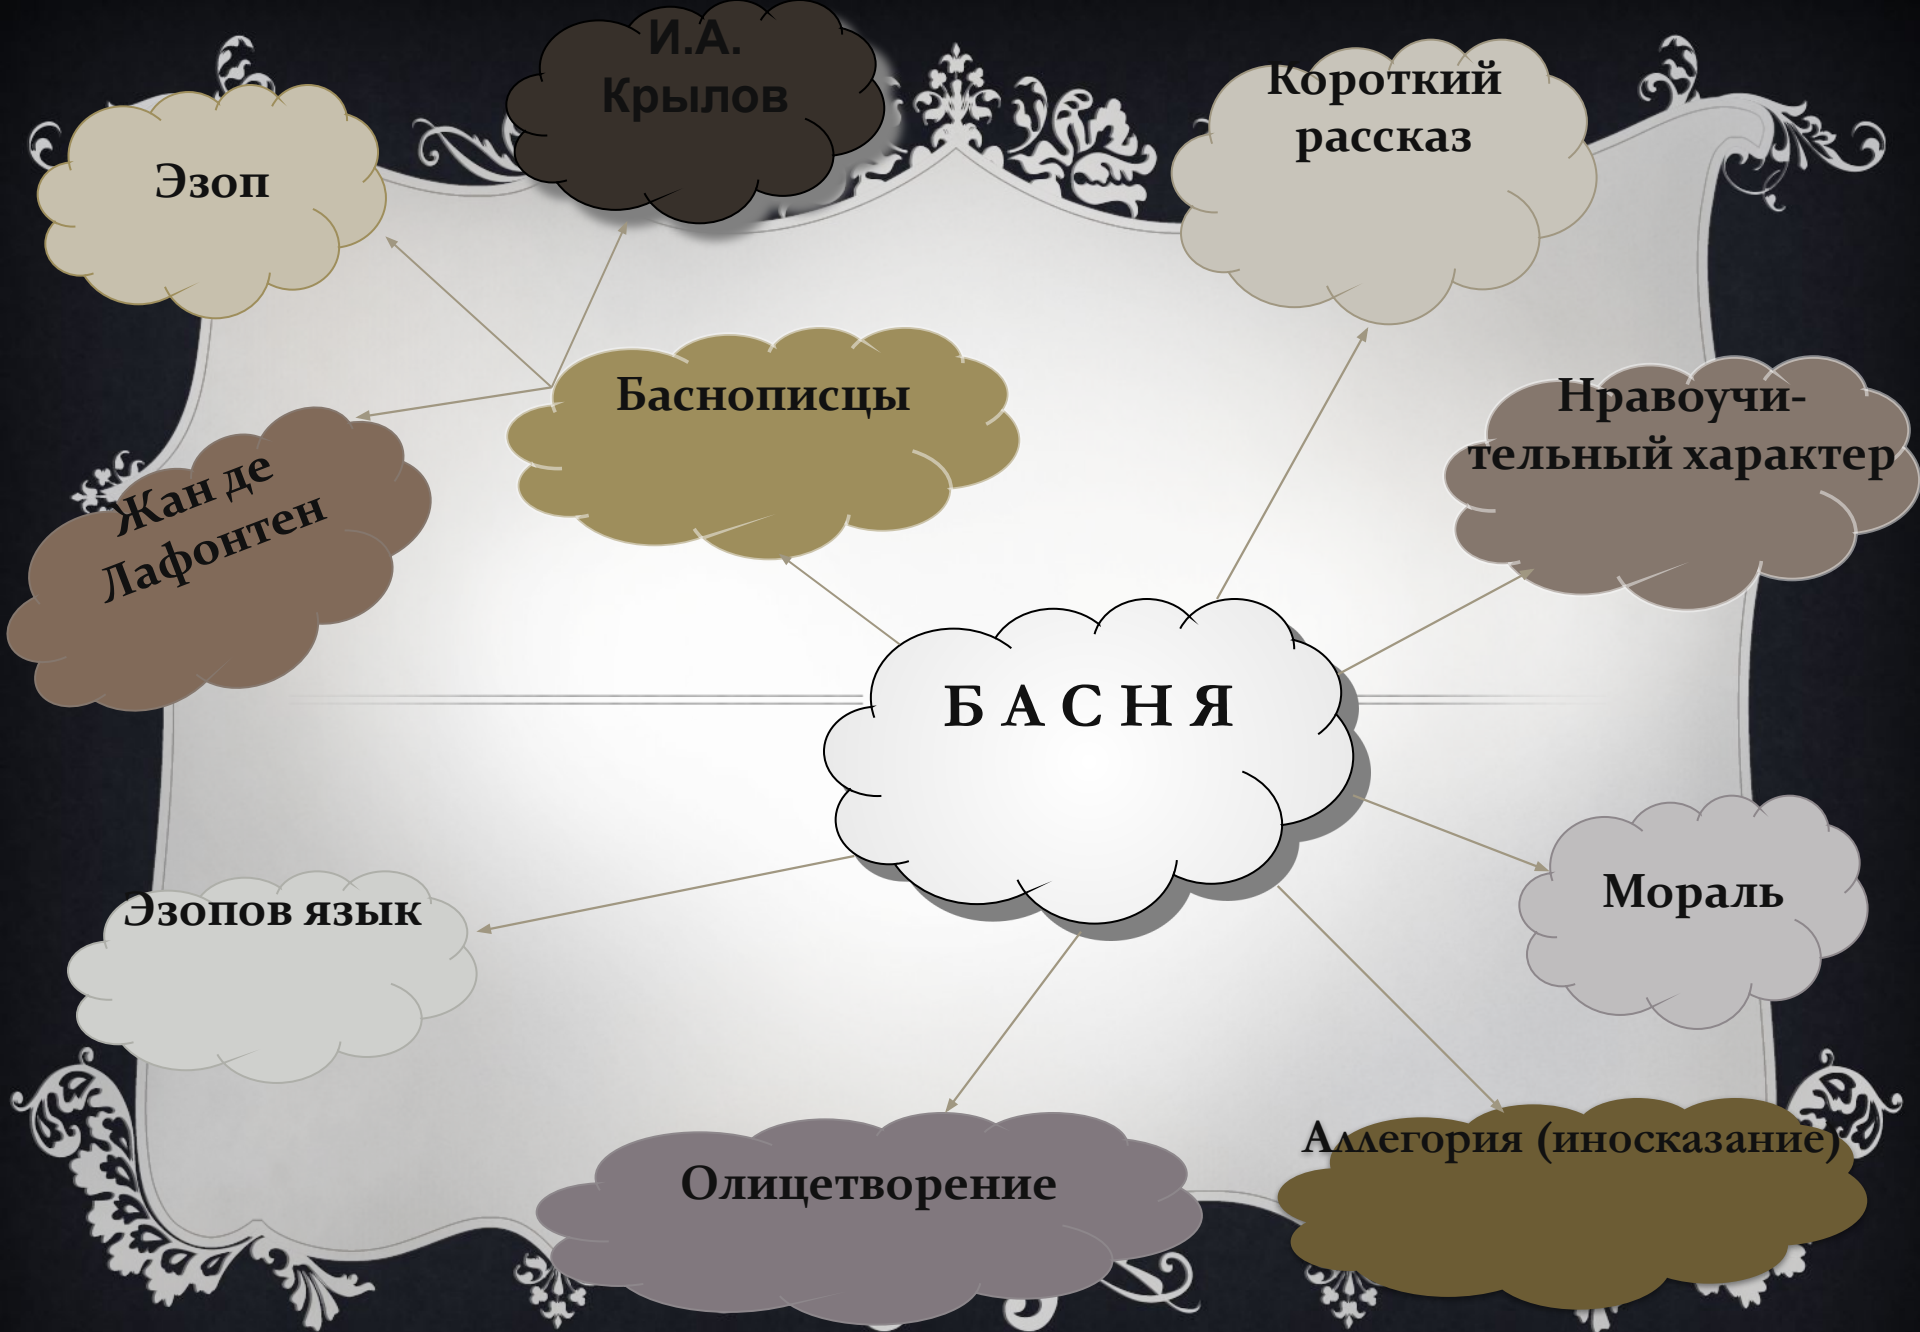 И.А.
Крылов
Короткий
рассказ
Эзоп
Баснописцы
Нравоучи-
тельный характер
Жан де
Лафонтен
Б А С Н Я
Мораль
Эзопов язык
Аллегория (иносказание)
Олицетворение